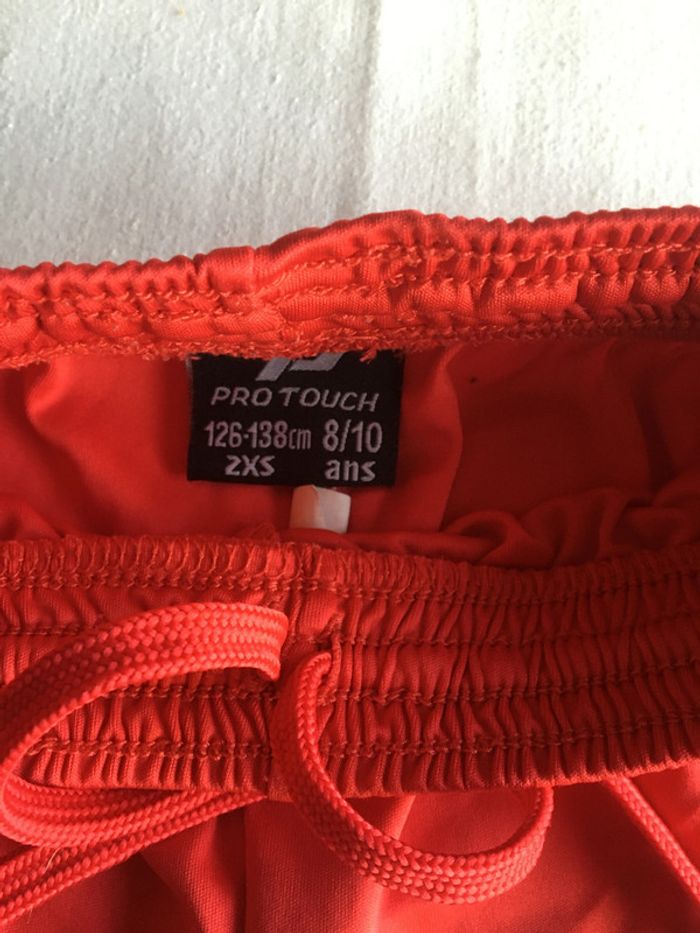 PRO TOUCH
126-138cm 8/10
2XS ans